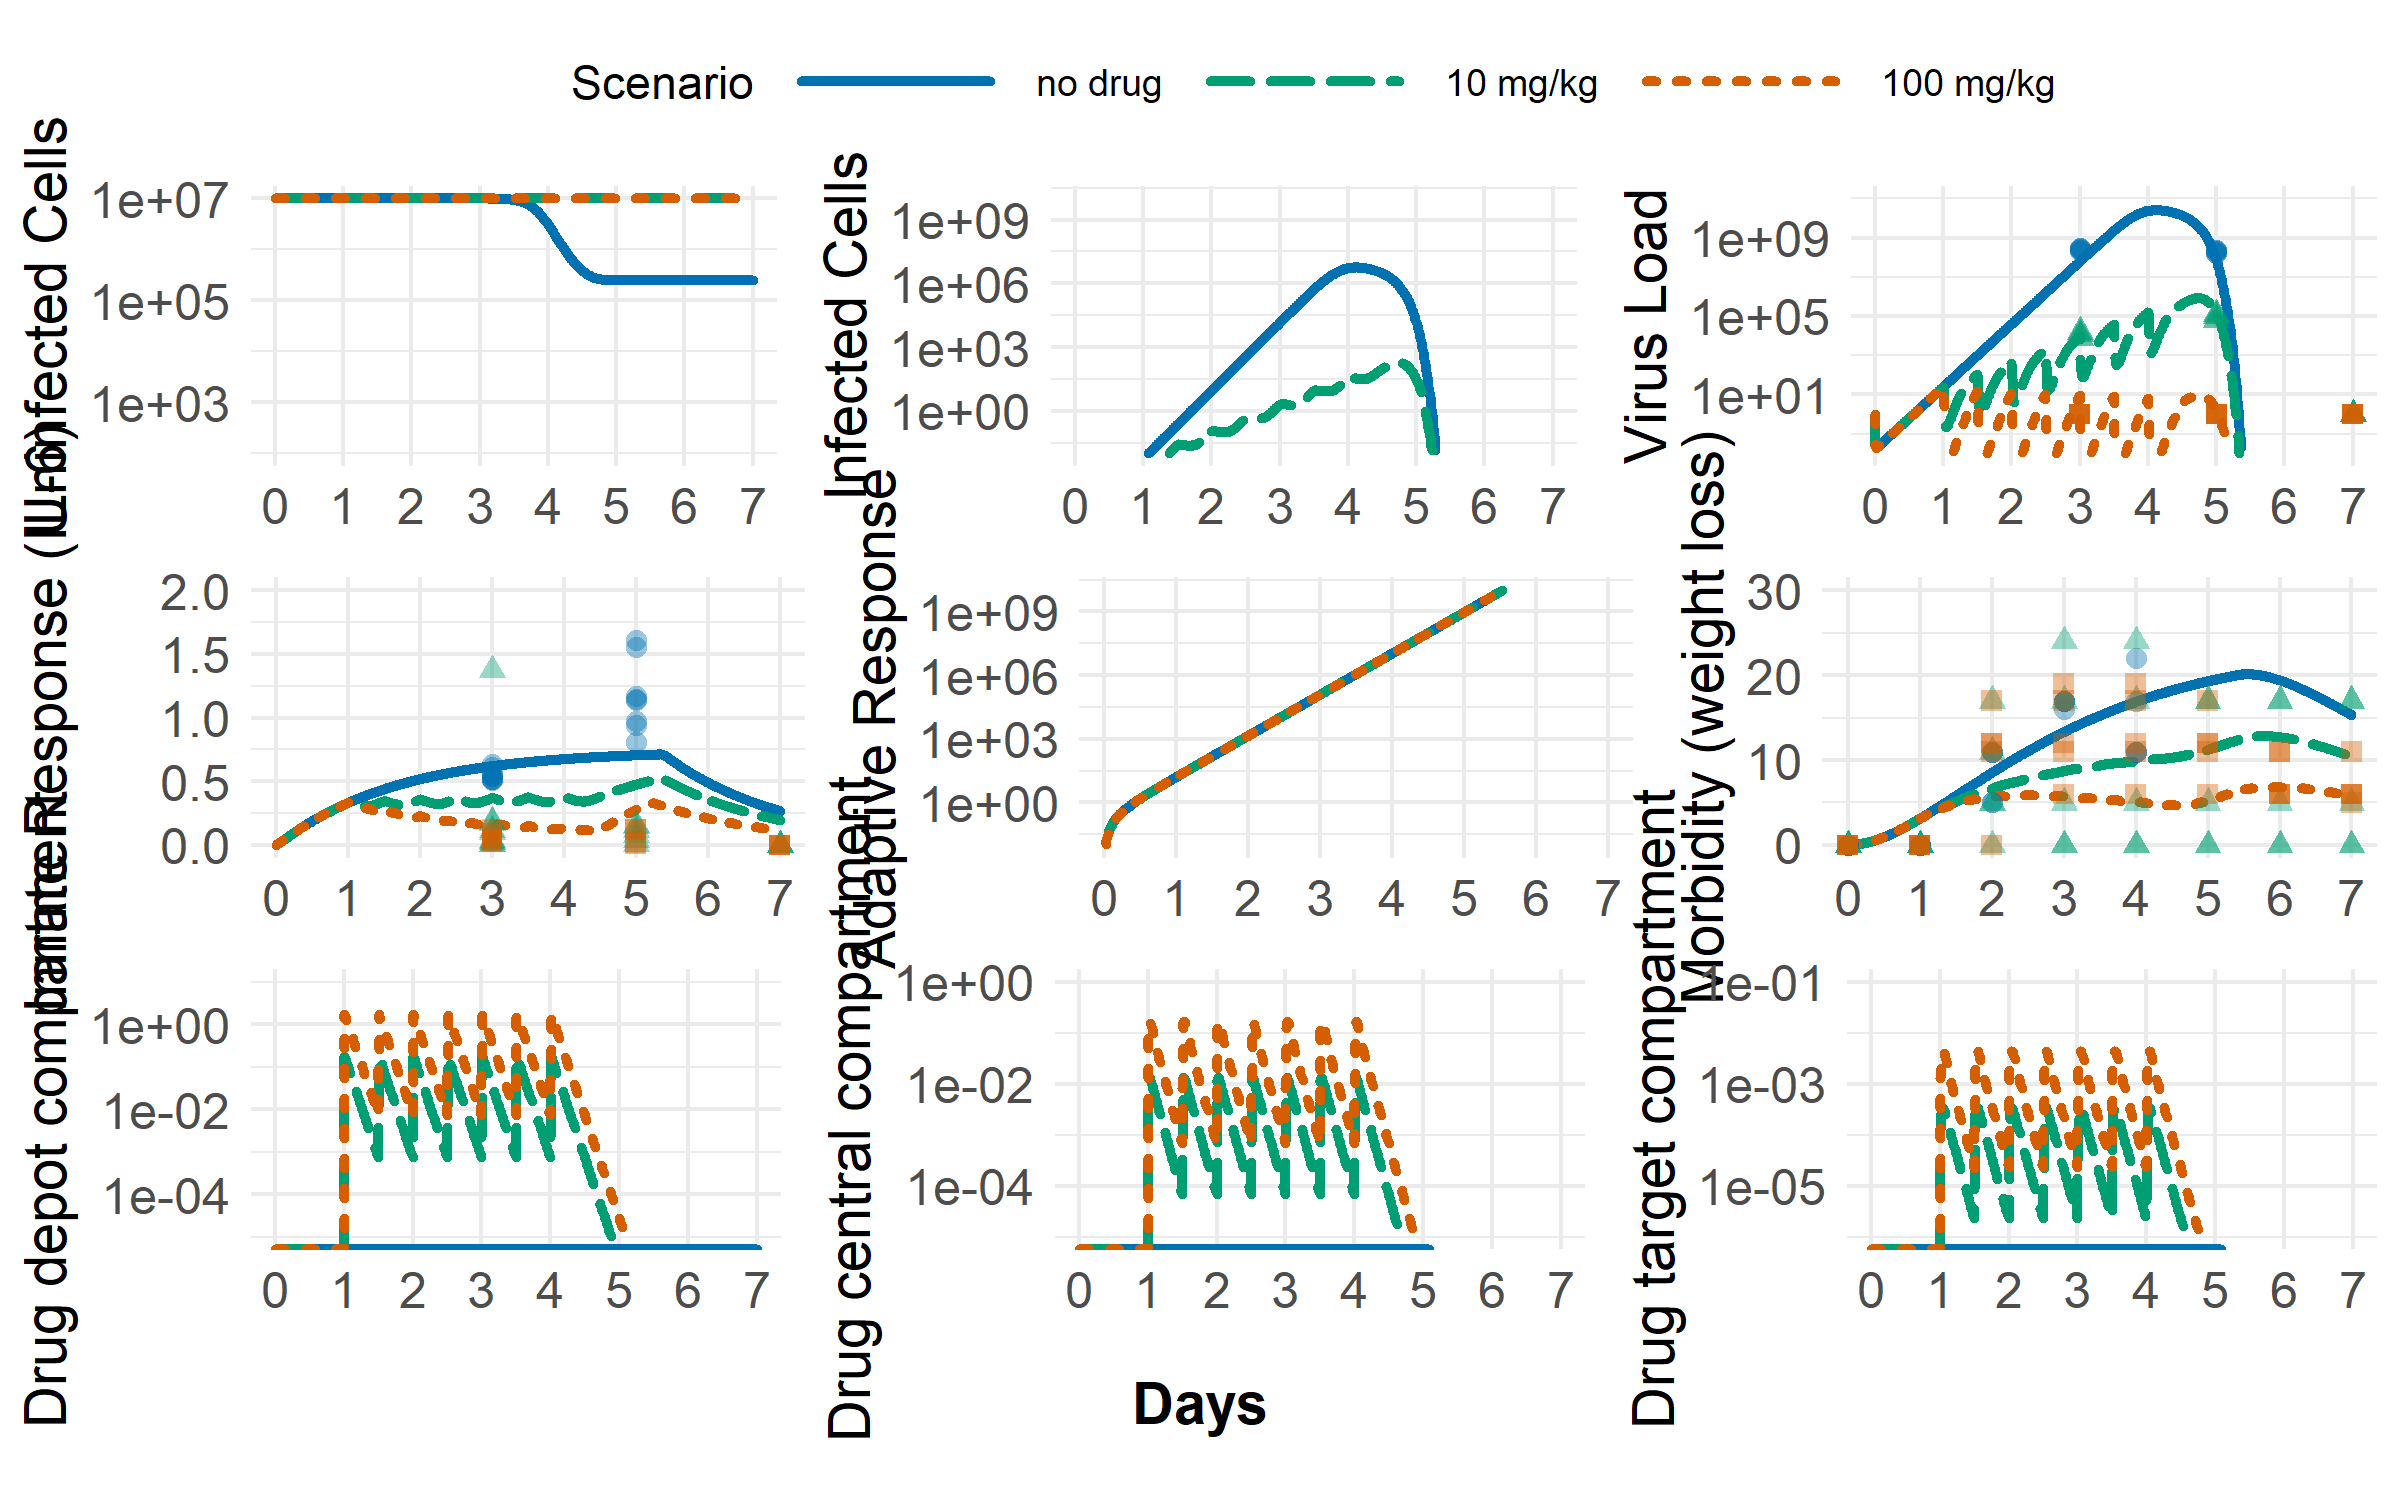 Scenario no drug 10 mg/kg 100 mg/kg
Uninfected Cells
1e+07
1e+05
1e+03
0 1 2 3 4 5 6 7
Infected Cells
1e+09
1e+06
1e+03
1e+00
0 1 2 3 4 5 6 7
Virus Load
1e+09
1e+05
1e+01
0 1 2 3 4 5 6 7
Innate Response (IL-6)
2.0
1.5
1.0
0.5
0.0
0 1 2 3 4 5 6 7
Adaptive Response
1e+09
1e+06
1e+03
1e+00
0 1 2 3 4 5 6 7
Morbidity (weight loss)
30
20
10
0
0 1 2 3 4 5 6 7
Drug depot compartment
1e+00
1e-02
1e-04
0 1 2 3 4 5 6 7
Drug central compartment
1e+00
1e-02
1e-04
0 1 2 3 4 5 6 7
Drug target compartment
1e-01
1e-03
1e-05
0 1 2 3 4 5 6 7
Days